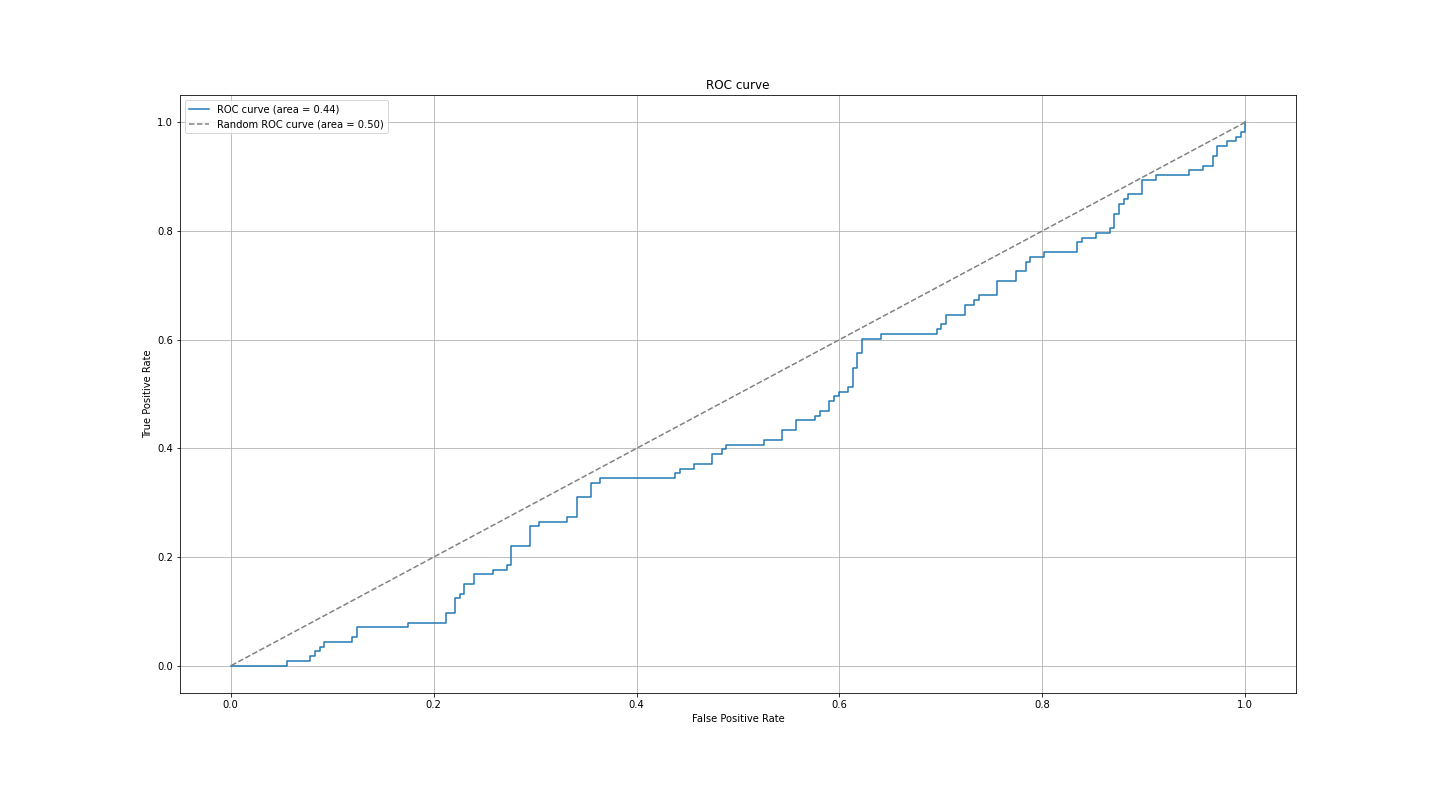 ROC curve
ROC curve (area = 0.44)
Random ROC curve (area = 0.50)
1.0
0.8
0.6
0.4
0.2
0.0
True Positive Rate
0.0 0.2 0.4 0.6 0.8 1.0
False Positive Rate